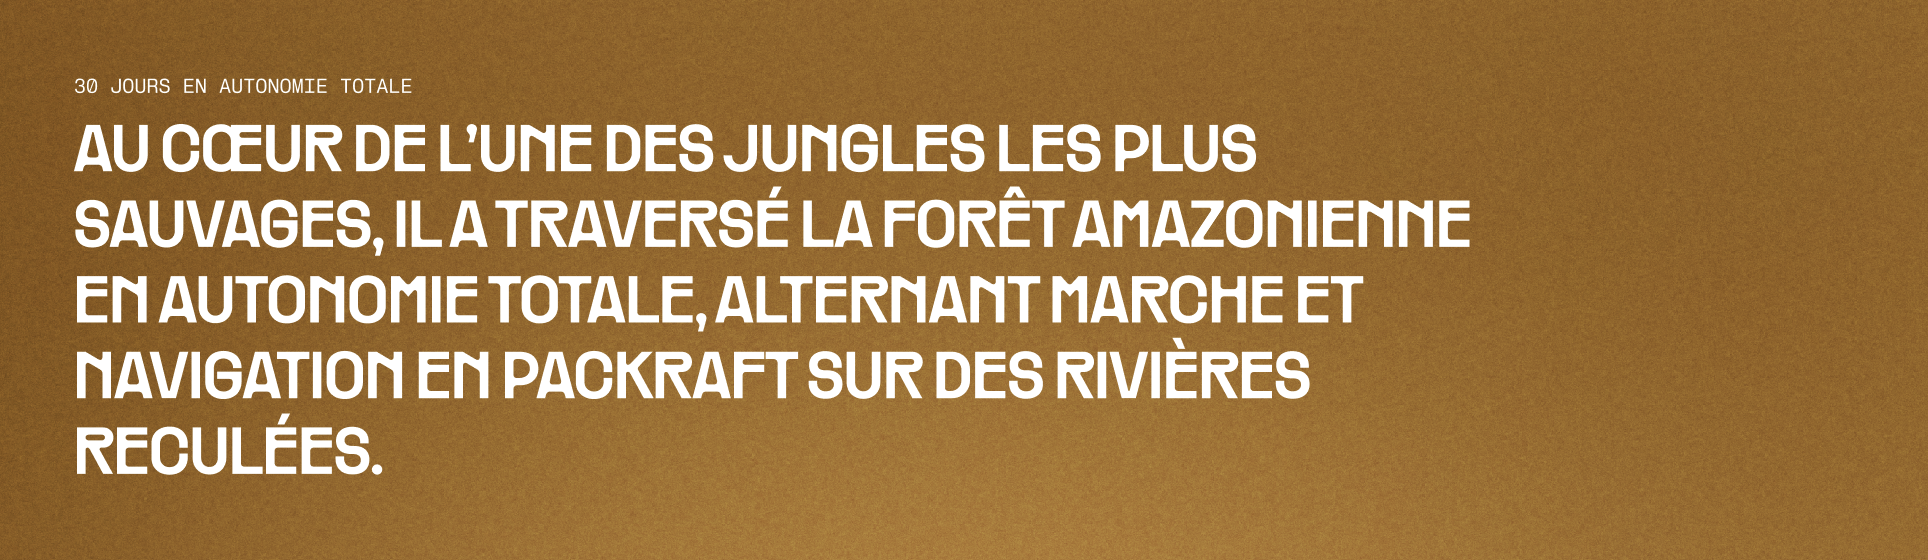 30 JOURS EN AUTONOMIE TOTALE
AU CŒUR DE L’UNE DES JUNGLES LES PLUS
SAUVAGES, IL A TRAVERSÉ LA FORÊT AMAZONIENNE
EN AUTONOMIE TOTALE, ALTERNANT MARCHE ET
NAVIGATION EN PACKRAFT SUR DES RIVIÈRES
RECULÉES.